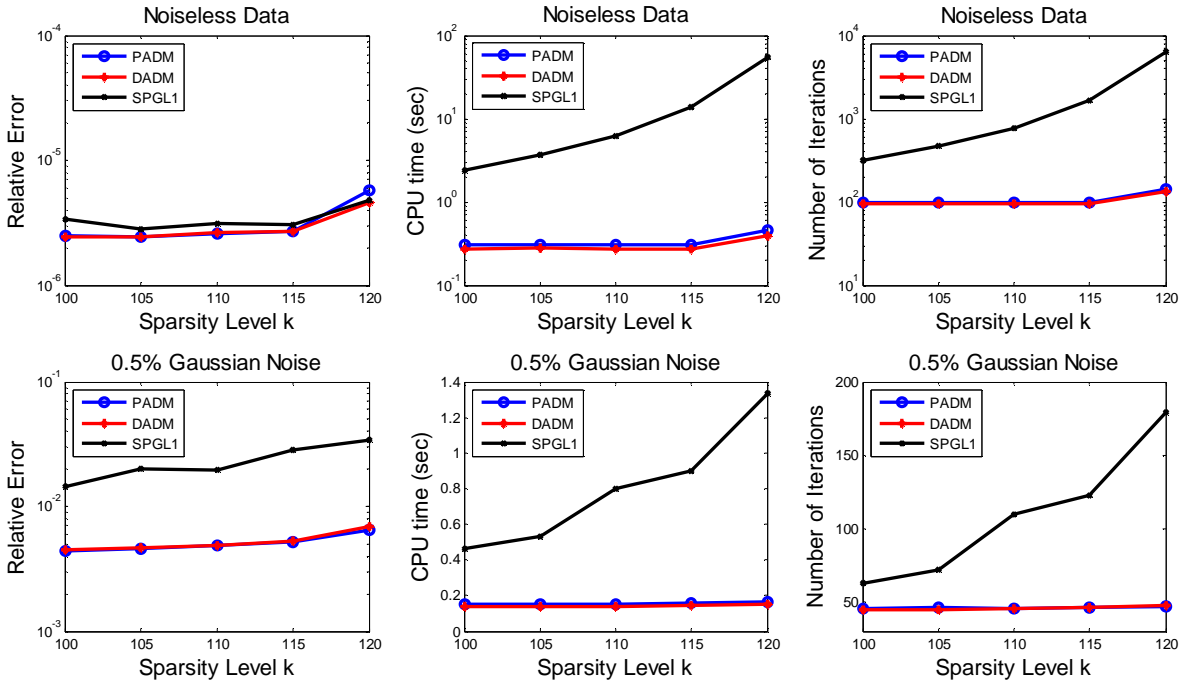 Noiseless Data
10^-4
10^-5
10^-6
Relative Error
PADM
DADM
SPGL1
100 105 110 115 120
Sparsity Level k
Noiseless Data
10^2
10^1
10^0
10^-1
CPU time (sec)
PADM
DADM
SPGL1
100 105 110 115 120
Sparsity Level k
Noiseless Data
10^4
10^3
10^2
10^1
Number of Iterations
PADM
DADM
SPGL1
100 105 110 115 120
Sparsity Level k
0.5% Gaussian Noise
10^-1
10^-2
10^-3
Relative Error
PADM
DADM
SPGL1
100 105 110 115 120
Sparsity Level k
0.5% Gaussian Noise
1.4
1.2
1
0.8
0.6
0.4
0.2
0
CPU time (sec)
PADM
DADM
SPGL1
100 105 110 115 120
Sparsity Level k
0.5% Gaussian Noise
200
150
100
50
Number of Iterations
PADM
DADM
SPGL1
100 105 110 115 120
Sparsity Level k